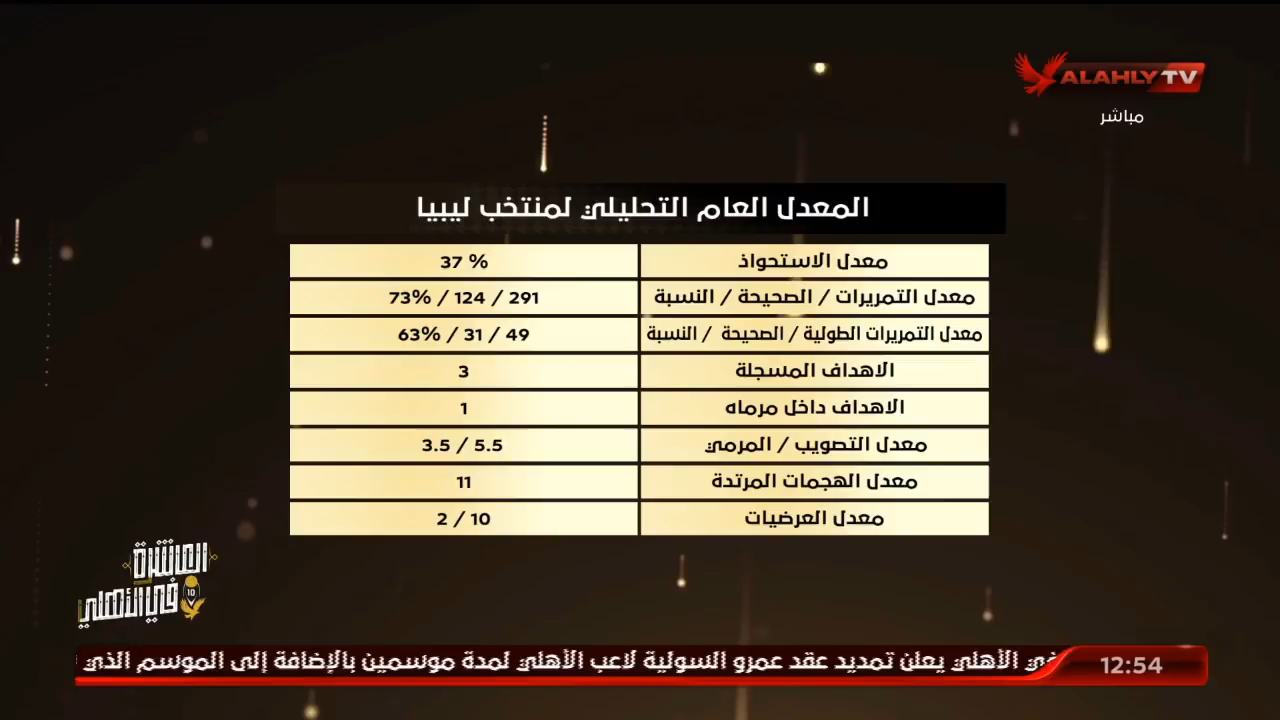 ALAHLY TV
مباشر
المعدل العام التحليلي لمنتخب ليبيا
معدل الاستحواذ 37 %
معدل التمريرات / الصحيحة / النسبة 291 / 124 / 73%
معدل التمريرات الطولية / الصحيحة / النسبة 49 / 31 / 63%
الاهداف المسجلة 3
الاهداف داخل مرماه 1
معدل التصويب / المرمي 5.5 / 3.5
معدل الهجمات المرتدة 11
معدل العرضيات 10 / 2
العاشرة
في الأهلي 10
12:54 في الأهلي يعلن تمديد عقد عمرو السولية لاعب الأهلي لمدة موسمين بالإضافة إلى الموسم الذي